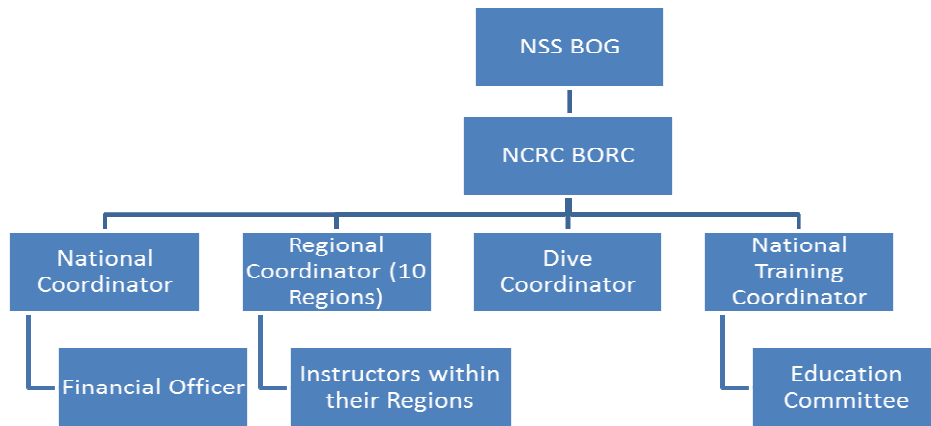 NSS BOG
NCRC BORC
National
Coordinator
Regional
Coordinator (10
Regions)
Dive
Coordinator
National
Training
Coordinator
Financial Officer
Instructors within
their Regions
Education
Committee